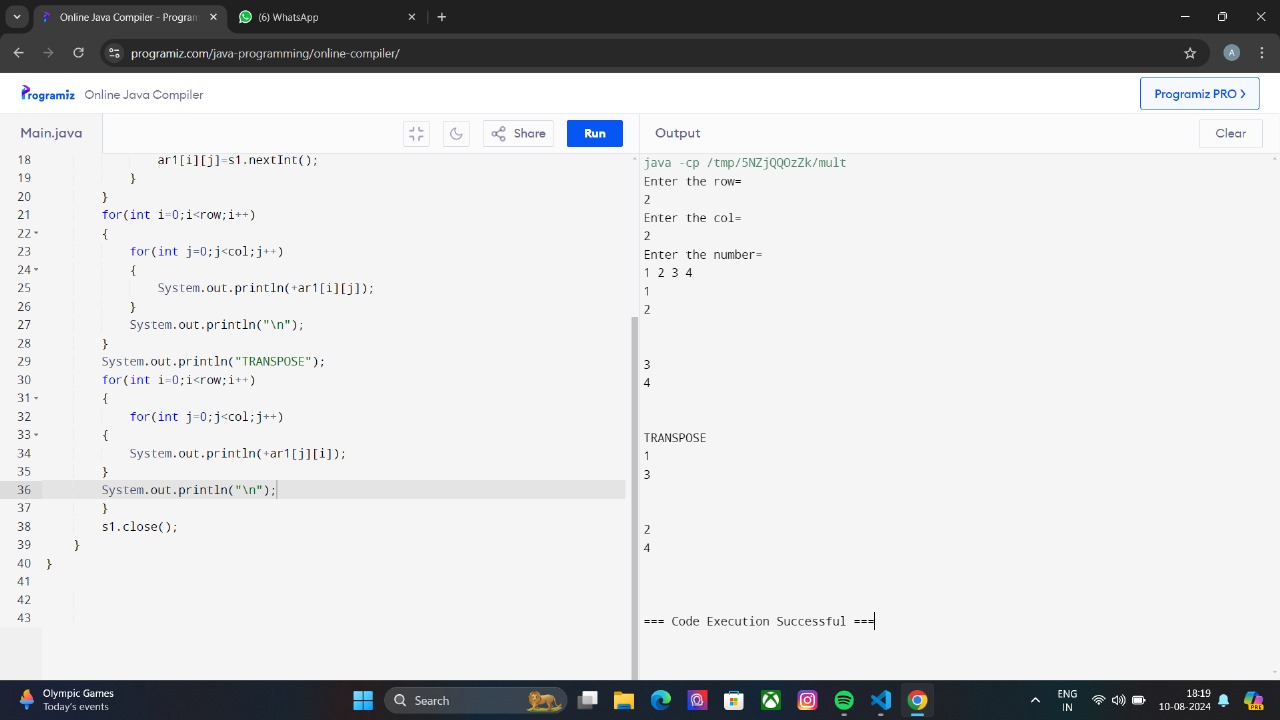 Online Java Compiler - Program
(6) WhatsApp
programiz.com/java-programming/online-compiler/
A
Programiz
Online Java Compiler
Programiz PRO >
Main.java
Share
Run
Output
Clear
18 ar1[i][j]=s1.nextInt();
19 }
20 }
21 for(int i=0;i<row;i++)
22 {
23 for(int j=0;j<col;j++)
24 {
25 System.out.println(+ar1[i][j]);
26 }
27 System.out.println("\n");
28 }
29 System.out.println("TRANSPOSE");
30 for(int i=0;i<row;i++)
31 {
32 for(int j=0;j<col;j++)
33 {
34 System.out.println(+ar1[j][i]);
35 }
36 System.out.println("\n");
37 }
38 s1.close();
39 }
40 }
41
42
43
java -cp /tmp/5NZjQQOzZk/mult
Enter the row=
2
Enter the col=
2
Enter the number=
1 2 3 4
1
2
3
4
TRANSPOSE
1
3
2
4
=== Code Execution Successful ===
Olympic Games
Today's events
Search
ENG
IN
18:19
10-08-2024
PRE